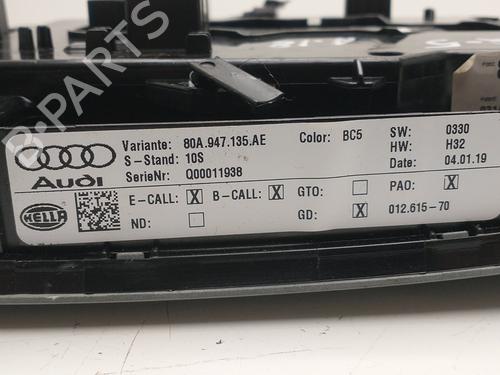 Variante: 80A.947.135.AE Color: BC5 SW: 0330
S-Stand: 10S HW: H32
SerieNr: Q00011938 Date: 04.01.19
Audi
E-CALL: X B-CALL: X GTO: PAO: X
ND: GD: X 012.615-70
HELLA
B-PARTS